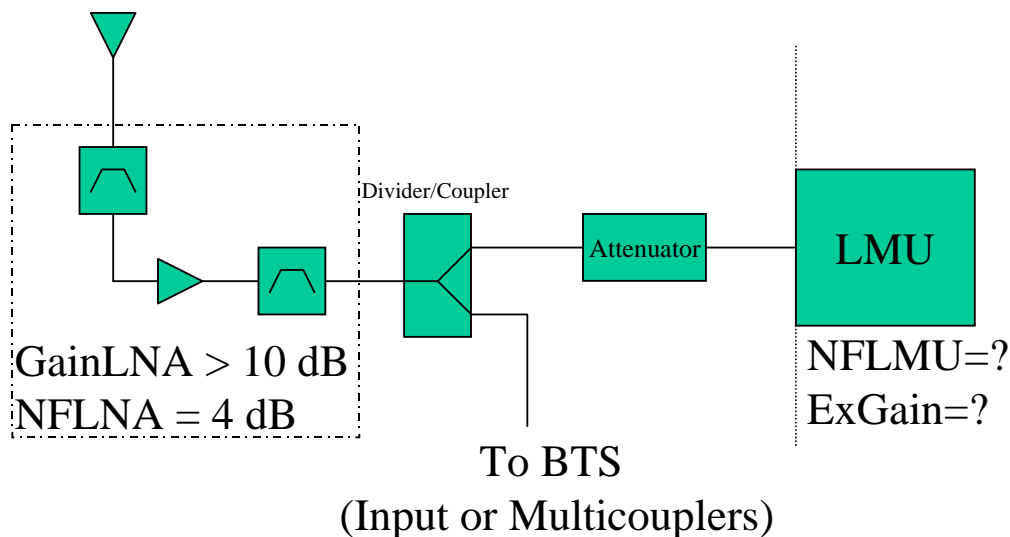 Divider/Coupler
Attenuator
LMU
GainLNA > 10 dB
NFLNA = 4 dB
NFLMU=?
ExGain=?
To BTS
(Input or Multicouplers)